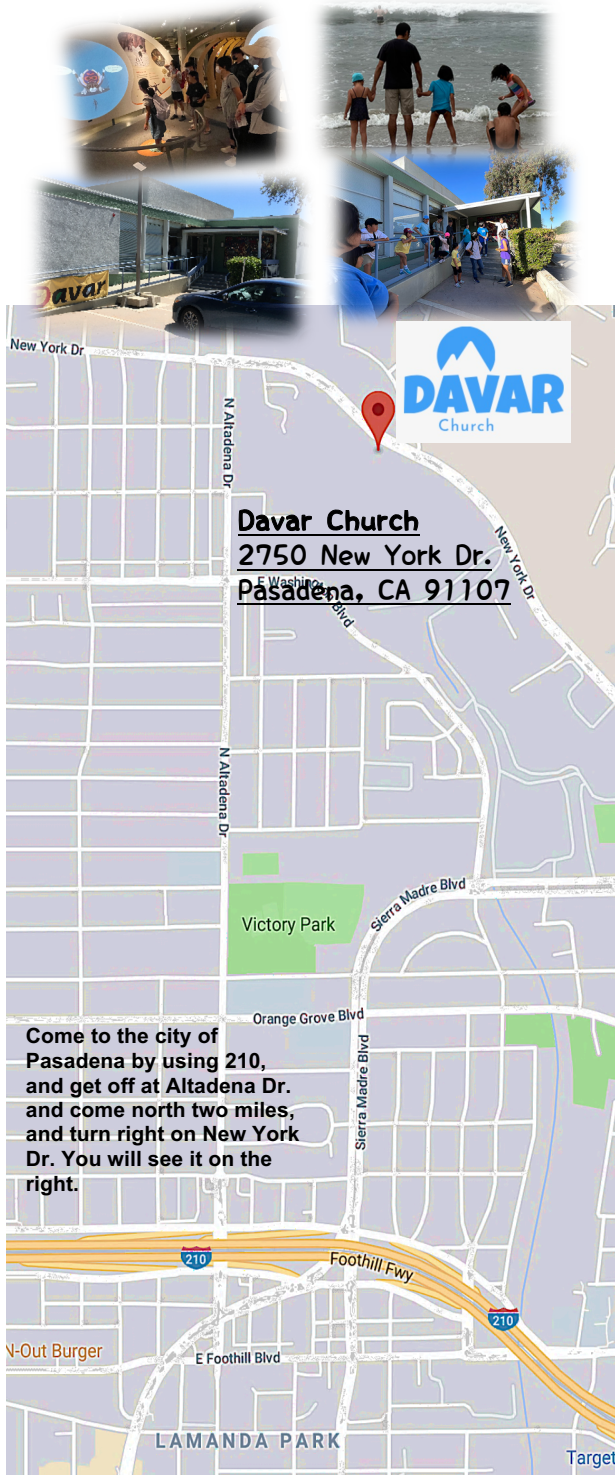 Davar
New York Dr
DAVAR
Church
N Altadena Dr
Davar Church
2750 New York Dr.
Pasadena, CA 91107
New York Dr
Blvd
N Altadena Dr
Sierra Madre Blvd
Victory Park
Orange Grove Blvd
Come to the city of
Pasadena by using 210,
and get off at Altadena Dr.
and come north two miles,
and turn right on New York
Dr. You will see it on the
right.
Sierra Madre Blvd
210
Foothill Fwy
210
N-Out Burger
E Foothill Blvd
LAMANDA PARK
Target